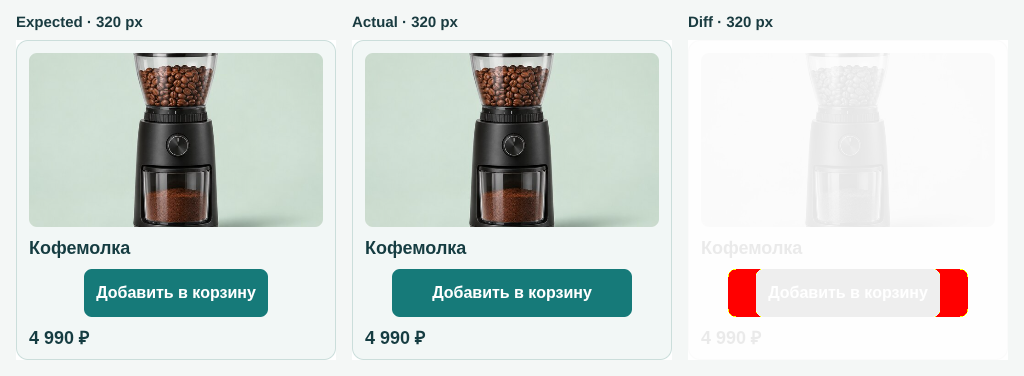 Expected · 320 px
Actual · 320 px
Diff · 320 px
Кофемолка
Кофемолка
Кофемолка
Добавить в корзину
Добавить в корзину
Добавить в корзину
4 990 ₽
4 990 ₽
4 990 ₽